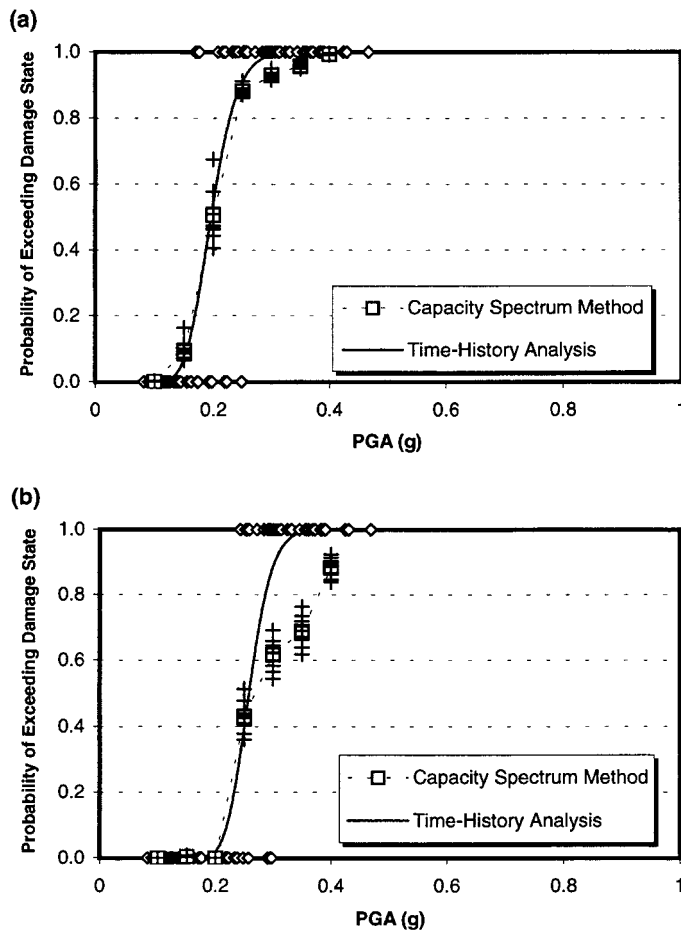 (a)
1.0
0.8
0.6
0.4
0.2
0.0
Probability of Exceeding Damage State
Capacity Spectrum Method
Time-History Analysis
0 0.2 0.4 0.6 0.8 1
PGA (g)
(b)
1.0
0.8
0.6
0.4
0.2
0.0
Probability of Exceeding Damage State
Capacity Spectrum Method
Time-History Analysis
0 0.2 0.4 0.6 0.8 1
PGA (g)